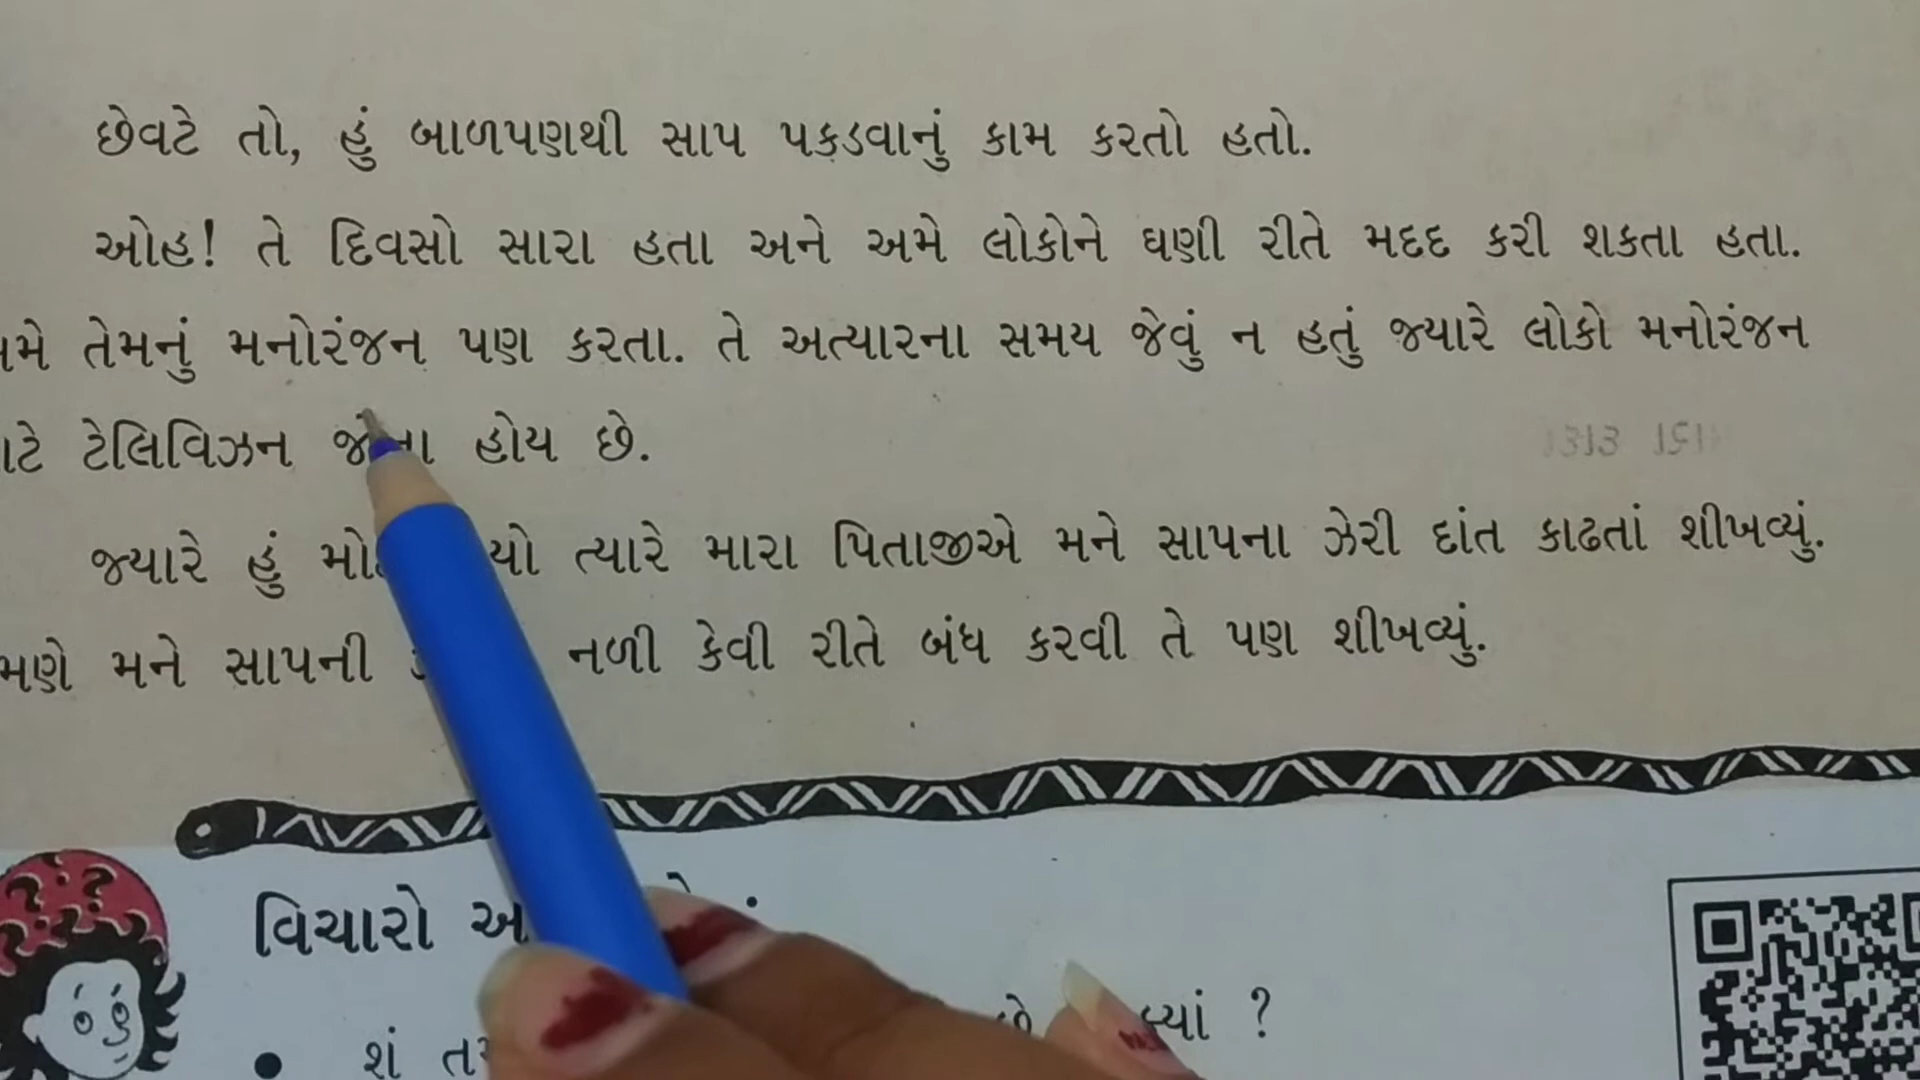 છેવટે તો, હું બાળપણથી સાપ પકડવાનું કામ કરતો હતો.
ઓહ! તે દિવસો સારા હતા અને અમે લોકોને ઘણી રીતે મદદ કરી શકતા હતા.
તેમનું મનોરંજન પણ કરતા. તે અત્યારના સમય જેવું ન હતું જ્યારે લોકો મનોરંજન
ટેલિવિઝન હોય છે.
જ્યારે હું ત્યારે મારા પિતાજીએ મને સાપના ઝેરી દાંત કાઢતાં શીખવ્યું.
મને સાપની નળી કેવી રીતે બંધ કરવી તે પણ શીખવ્યું.
વિચારો
?